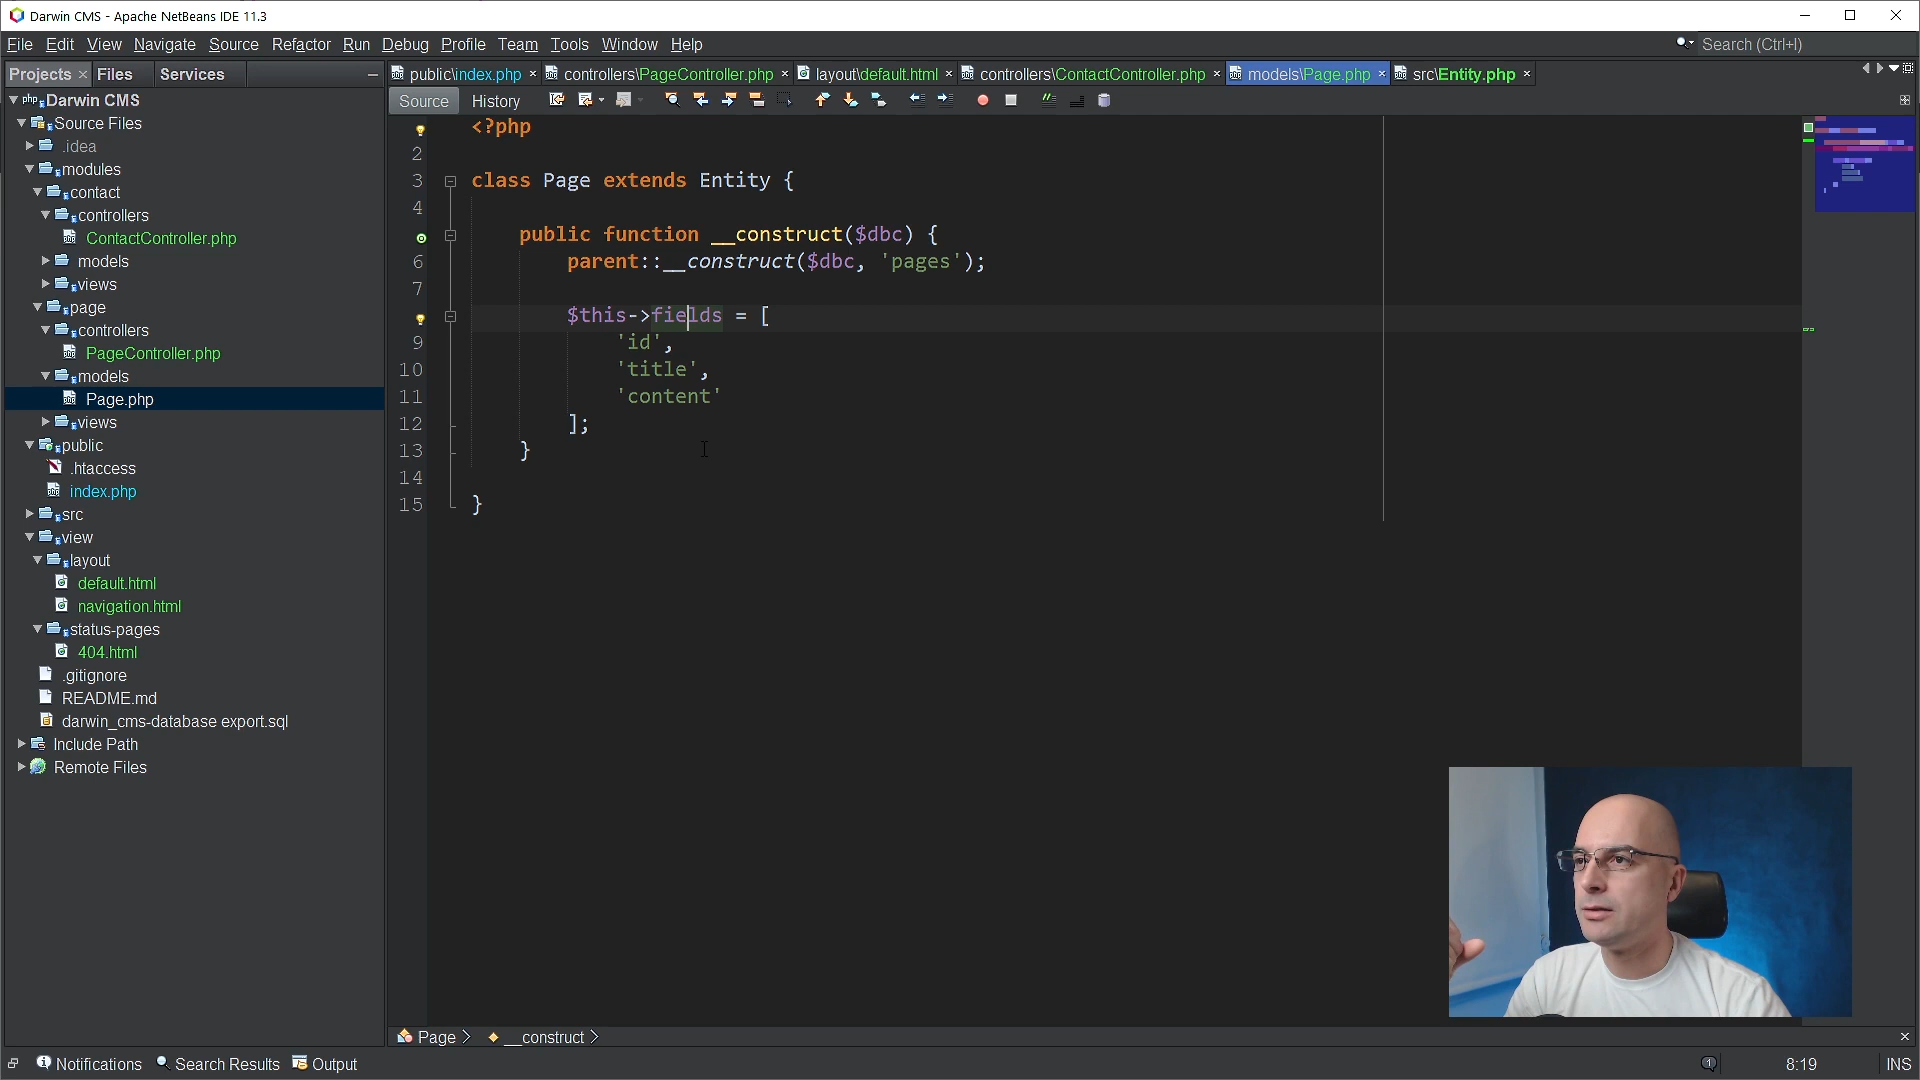 Darwin CMS - Apache NetBeans IDE 11.3
File Edit View Navigate Source Refactor Run Debug Profile Team Tools Window Help
Search (Ctrl+I)
Projects Files Services
public\index.php controllers\PageController.php layout\default.html controllers\ContactController.php models\Page.php src\Entity.php
Source History
Darwin CMS
Source Files
.idea
modules
contact
controllers
ContactController.php
models
views
page
controllers
PageController.php
models
Page.php
views
public
.htaccess
index.php
src
view
layout
default.html
navigation.html
status-pages
404.html
.gitignore
README.md
darwin_cms-database export.sql
Include Path
Remote Files
<?php
2
3 class Page extends Entity {
4
public function __construct($dbc) {
6 parent::__construct($dbc, 'pages');
7
$this->fields = [
9 'id',
10 'title',
11 'content'
12 ];
13 }
14
15 }
Page __construct
Notifications Search Results Output
1 8:19 INS